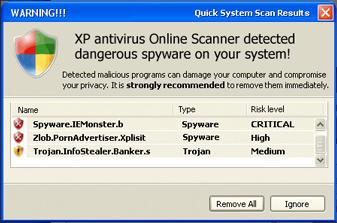 WARNING!!! Quick System Scan Results
XP antivirus Online Scanner detected
dangerous spyware on your system!
Detected malicious programs can damage your computer and compromise
your privacy. It is strongly recommended to remove them immediately.
Name Type Risk level
Spyware.IEMonster.b Spyware CRITICAL
Zlob.PornAdvertiser.Xplisit Spyware High
Trojan.InfoStealer.Banker.s Trojan Medium
Remove All Ignore